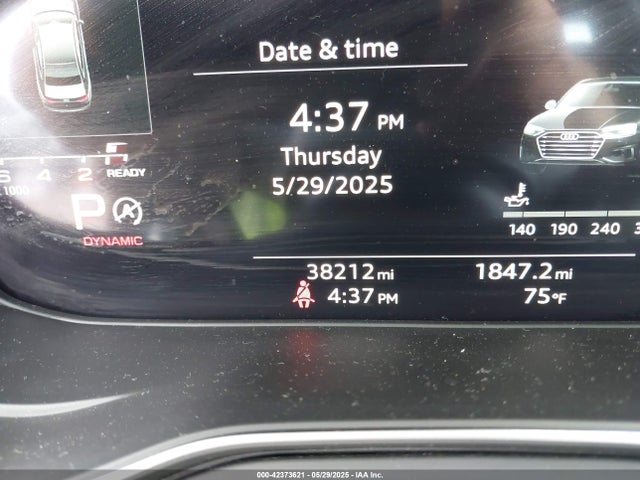 Date & time
4:37 PM
Thursday
5/29/2025
6 4 2 READY
1000
P A
DYNAMIC
140 190 240 3
38212 mi 1847.2 mi
4:37 PM 75°F
000-42373621 - 05/29/2025 - IAA Inc.